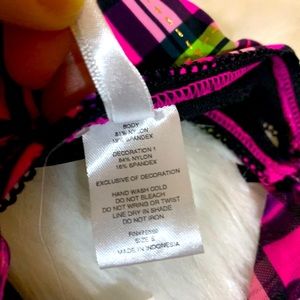 BODY
81% NYLON
19% SPANDEX
DECORATION 1
84% NYLON
16% SPANDEX
EXCLUSIVE OF DECORATION
HAND WASH COLD
DO NOT BLEACH
DO NOT WRING OR TWIST
LINE DRY IN SHADE
DO NOT IRON
SIZE S
MADE IN INDONESIA